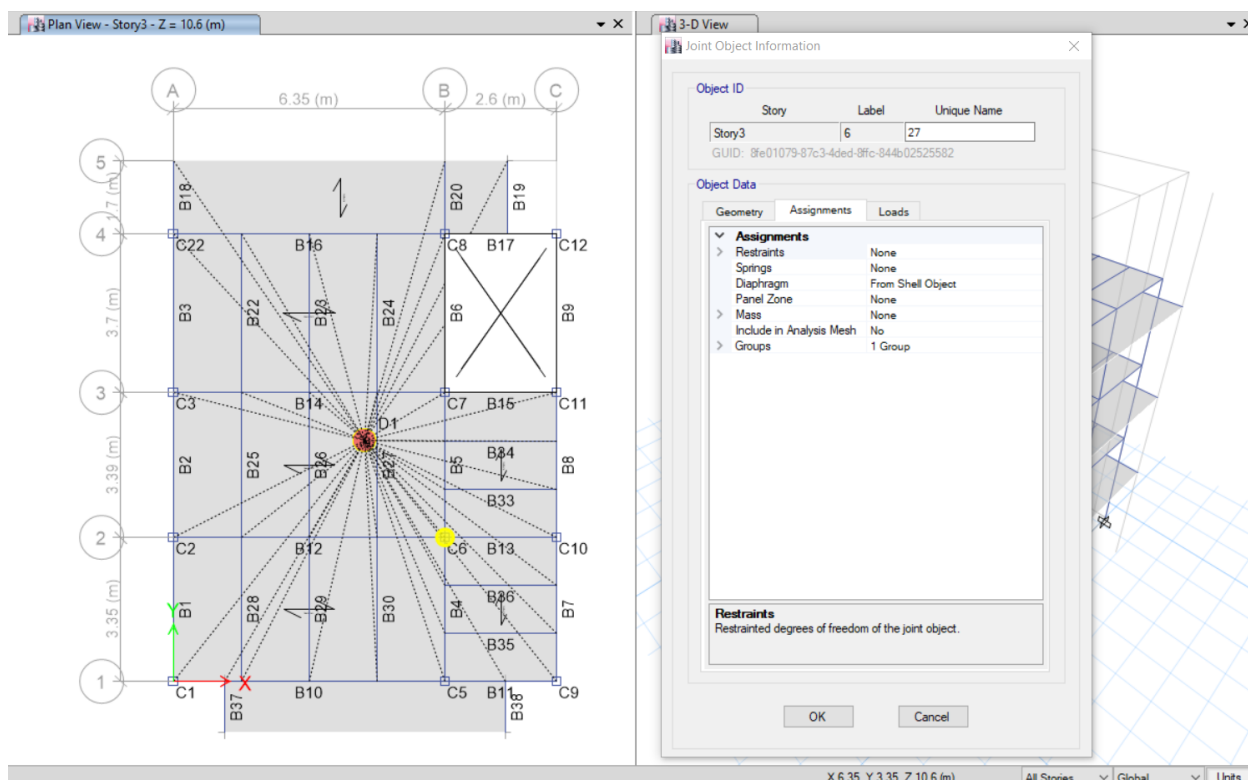 Plan View - Story3 - Z = 10.6 (m)
3-D View
A
6.35 (m)
B
2.6 (m)
C
5
1.7 (m)
B18
B20
B19
4
C22
B16
C8
B17
C12
3.7 (m)
B3
B22
B23
B24
B6
B9
3
C3
B14
C7
B15
C11
D1
3.39 (m)
B2
B25
B26
B5
B34
B8
B33
2
C2
B12
C6
B13
C10
3.35 (m)
Y
B1
B28
B29
B30
B4
B36
B7
B35
1
X
C1
B37
B10
C5
B11
B38
C9
Joint Object Information
Object ID
Story Label Unique Name
Story3 6 27
GUID: 8fe01079-87c3-4ded-8ffc-844b02525582
Object Data
Geometry Assignments Loads
Assignments
Restraints None
Springs None
Diaphragm From Shell Object
Panel Zone None
Mass None
Include in Analysis Mesh No
Groups 1 Group
Restraints
Restrainted degrees of freedom of the joint object.
OK Cancel
X 6.35 Y 3.35 Z 10.6 (m) All Stories Global Units